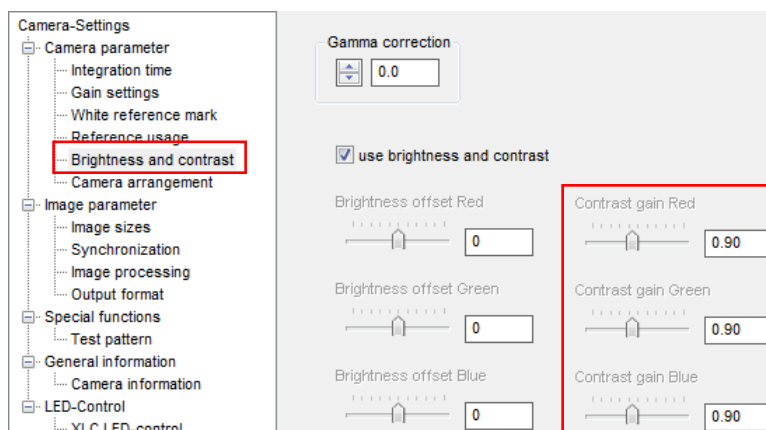 Camera-Settings
Camera parameter
Integration time
Gain settings
White reference mark
Reference usage
Brightness and contrast
Camera arrangement
Image parameter
Image sizes
Synchronization
Image processing
Output format
Special functions
Test pattern
General information
Camera information
LED-Control
XLC LED-control
Gamma correction
0.0
use brightness and contrast
Brightness offset Red
0
Contrast gain Red
0.90
Brightness offset Green
0
Contrast gain Green
0.90
Brightness offset Blue
0
Contrast gain Blue
0.90